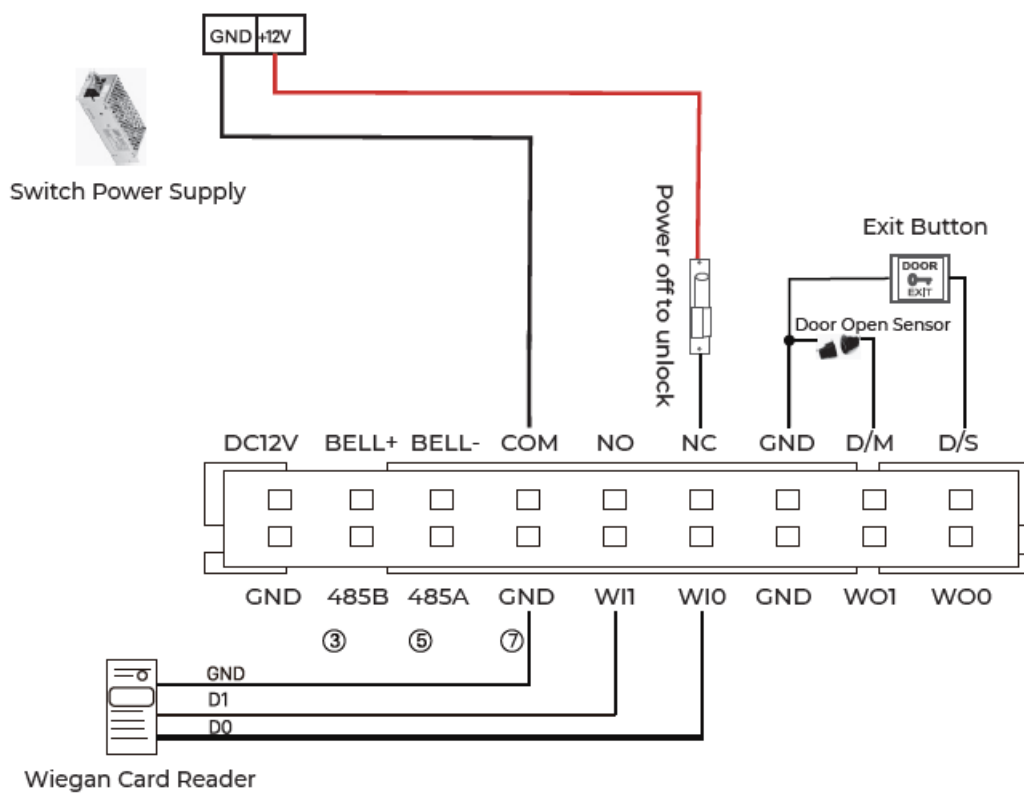 GND +12V
Switch Power Supply
Power off to unlock
Exit Button
DOOR
EXIT
Door Open Sensor
DC12V BELL+ BELL- COM NO NC GND D/M D/S
GND 485B 485A GND WI1 WI0 GND WO1 WO0
③ ⑤ ⑦
GND
D1
D0
Wiegan Card Reader